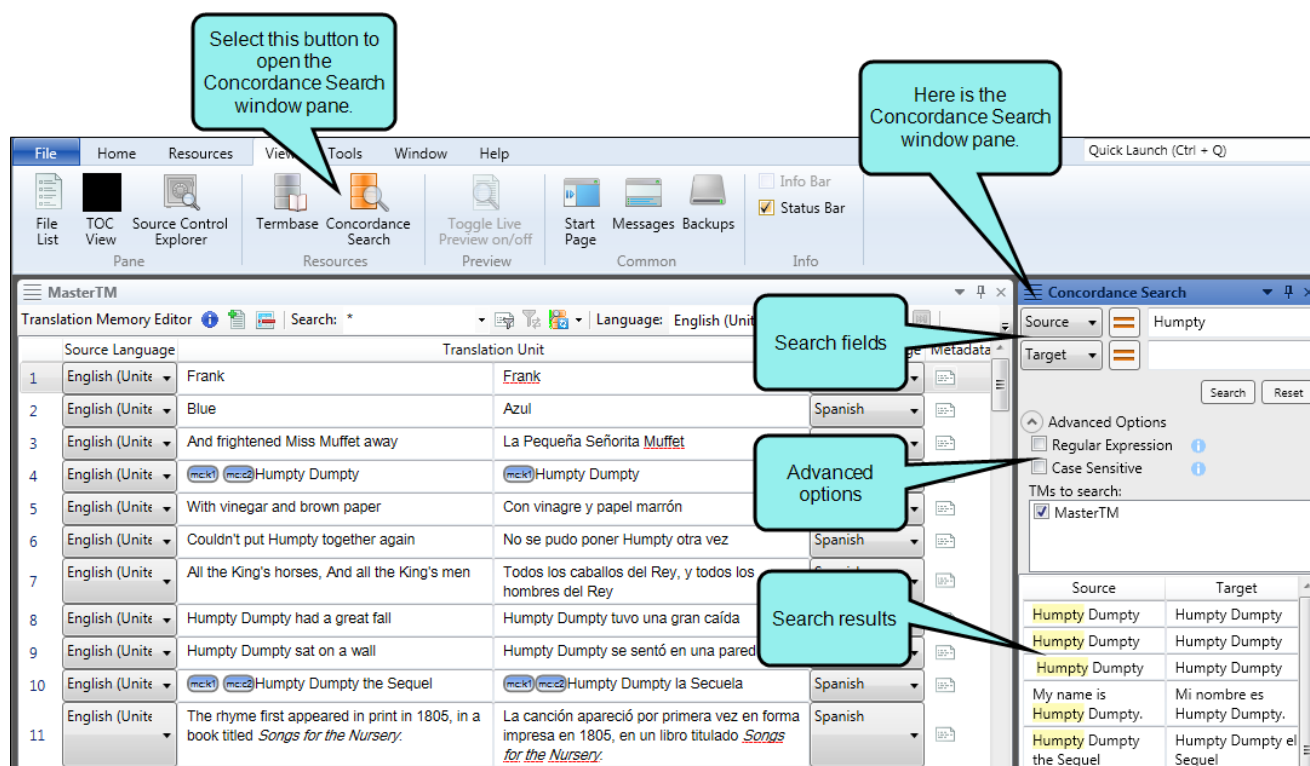 Select this button to
open the
Concordance Search
window pane.
Here is the
Concordance Search
window pane.
File Home Resources View Tools Window Help
Quick Launch (Ctrl + Q)
File
List
TOC
View
Source Control
Explorer
Pane
Termbase
Concordance
Search
Resources
Toggle Live
Preview on/off
Preview
Start
Page
Messages
Backups
Common
Info Bar
Status Bar
Info
MasterTM
Translation Memory Editor Search: * Language: English (Unit
Source Language Translation Unit Metadata
1 English (Unite Frank Frank
2 English (Unite Blue Azul Spanish
3 English (Unite And frightened Miss Muffet away La Pequeña Señorita Muffet
4 English (Unite mc:k1 mc:c2 Humpty Dumpty mc:k1 Humpty Dumpty
5 English (Unite With vinegar and brown paper Con vinagre y papel marrón
6 English (Unite Couldn't put Humpty together again No se pudo poner Humpty otra vez Spanish
7 English (Unite All the King's horses, And all the King's men Todos los caballos del Rey, y todos los
hombres del Rey
8 English (Unite Humpty Dumpty had a great fall Humpty Dumpty tuvo una gran caída
9 English (Unite Humpty Dumpty sat on a wall Humpty Dumpty se sentó en una pared
10 English (Unite mc:k1 mc:c2 Humpty Dumpty the Sequel mc:k1 mc:c2 Humpty Dumpty la Secuela Spanish
11 English (Unite The rhyme first appeared in print in 1805, in a La canción apareció por primera vez en forma Spanish
book titled Songs for the Nursery. impresa en 1805, en un libro titulado Songs
for the Nursery.
Search fields
Advanced
options
Search results
Concordance Search
Source = Humpty
Target =
Search Reset
Advanced Options
Regular Expression
Case Sensitive
TMs to search:
MasterTM
Source Target
Humpty Dumpty Humpty Dumpty
Humpty Dumpty Humpty Dumpty
Humpty Dumpty Humpty Dumpty
My name is Mi nombre es
Humpty Dumpty. Humpty Dumpty.
Humpty Dumpty Humpty Dumpty el
the Sequel Sequel